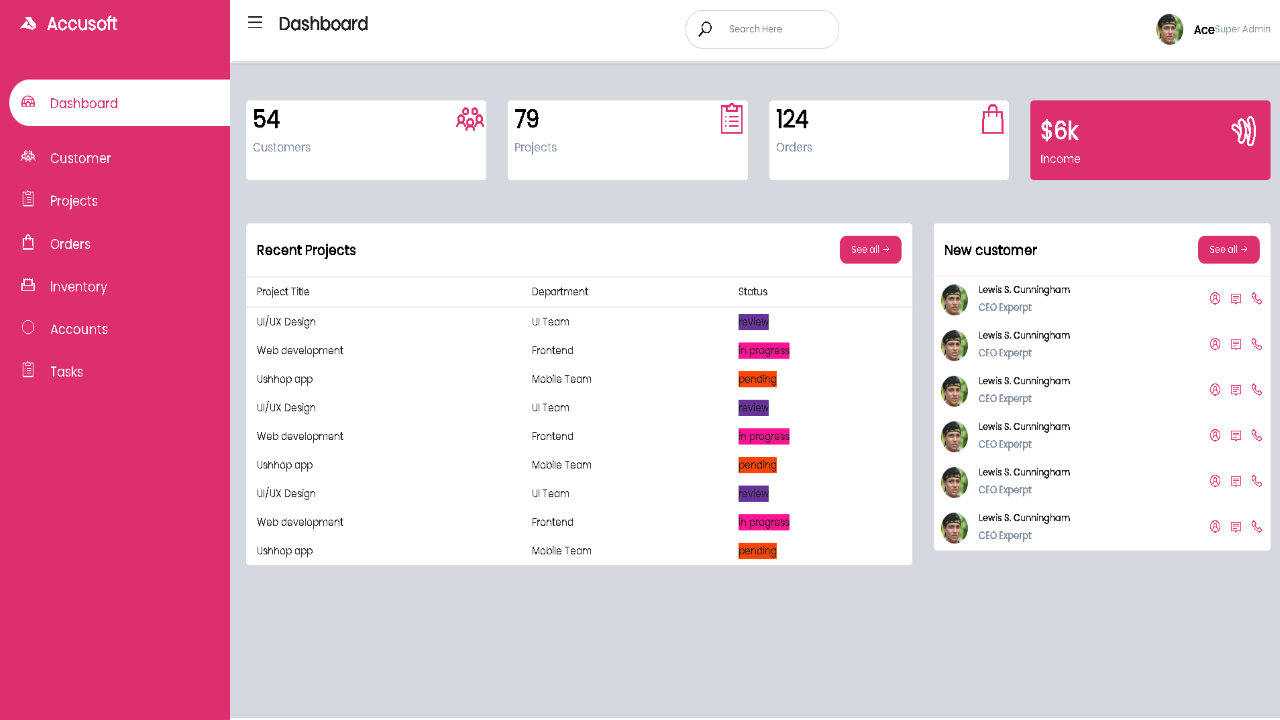 Accusoft
Dashboard
Search Here
Ace Super Admin
Dashboard
Customer
Projects
Orders
Inventory
Accounts
Tasks
54
Customers
79
Projects
124
Orders
$6k
Income
Recent Projects
See all →
Project Title Department Status
UI/UX Design UI Team review
Web development Frontend in progress
Ushhop app Mobile Team pending
UI/UX Design UI Team review
Web development Frontend in progress
Ushhop app Mobile Team pending
UI/UX Design UI Team review
Web development Frontend in progress
Ushhop app Mobile Team pending
New customer
See all →
Lewis S. Cunningham
CEO Experpt
Lewis S. Cunningham
CEO Experpt
Lewis S. Cunningham
CEO Experpt
Lewis S. Cunningham
CEO Experpt
Lewis S. Cunningham
CEO Experpt
Lewis S. Cunningham
CEO Experpt